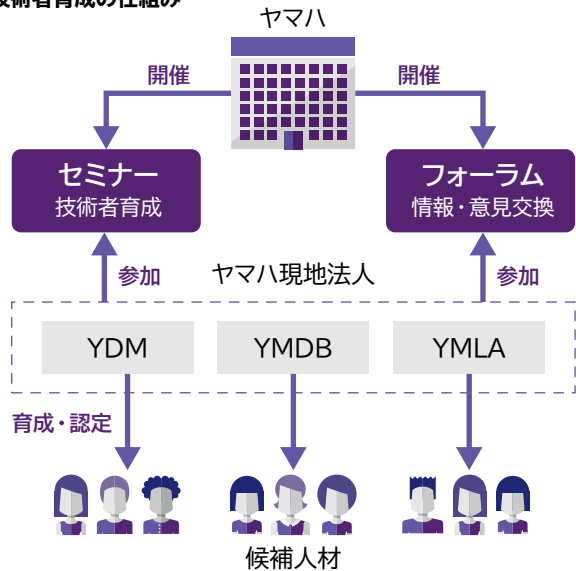 術者育成の仕組み
ヤマハ
開催
開催
セミナー
技術者育成
フォーラム
情報・意見交換
参加
ヤマハ現地法人
参加
YDM
YMDB
YMLA
育成・認定
候補人材